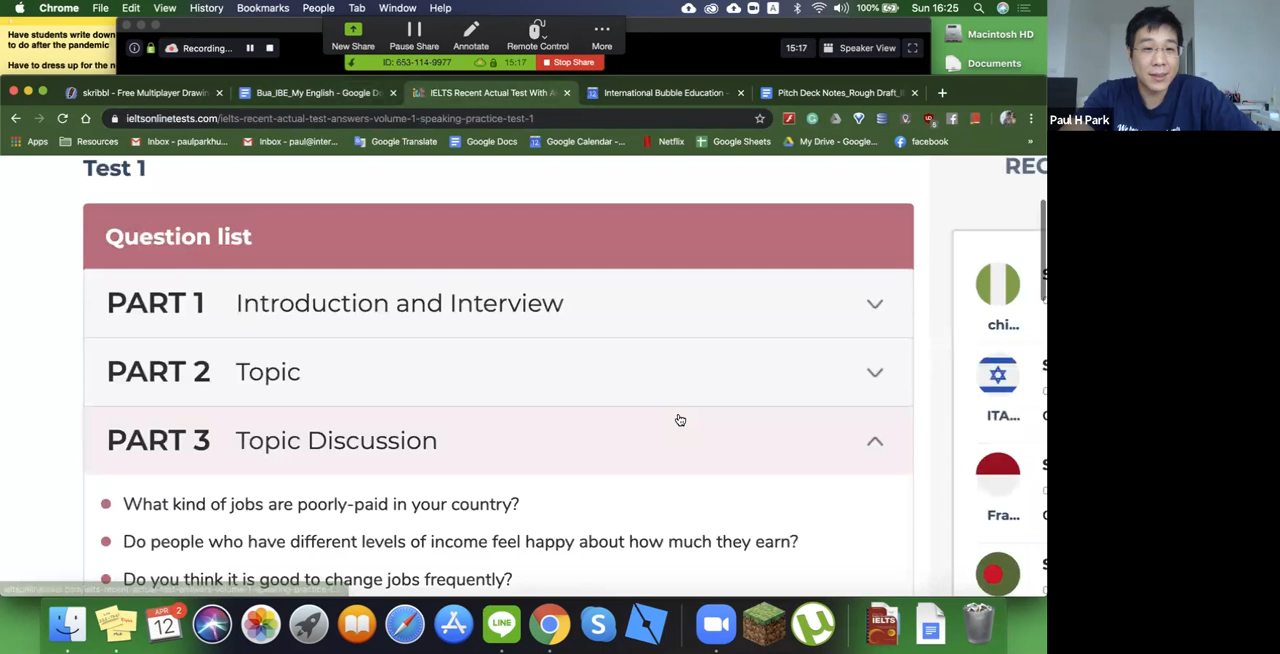 Chrome File Edit View History Bookmarks People Tab Window Help
100% Sun 16:25
Have students write down
to do after the pandemic
Have to dress up for the n
Recording...
New Share Pause Share Annotate Remote Control More
ID: 653-114-9977 15:17 Stop Share
15:17 Speaker View
Macintosh HD
Documents
Paul H Park
skribbl - Free Multiplayer Drawin
Bua_IBE_My English - Google D
IELTS Recent Actual Test With A
International Bubble Education -
Pitch Deck Notes_Rough Draft_I
ieltsonlinetests.com/ielts-recent-actual-test-answers-volume-1-speaking-practice-test-1
Apps Resources Inbox - paulparkhu... Inbox - paul@inter... Google Translate Google Docs Google Calendar -... Netflix Google Sheets My Drive - Google... facebook »
Test 1
REC
Question list
PART 1 Introduction and Interview
PART 2 Topic
PART 3 Topic Discussion
What kind of jobs are poorly-paid in your country?
Do people who have different levels of income feel happy about how much they earn?
Do you think it is good to change jobs frequently?
chi...
ITA...
Fra...
APR
12
2
LINE
IELTS